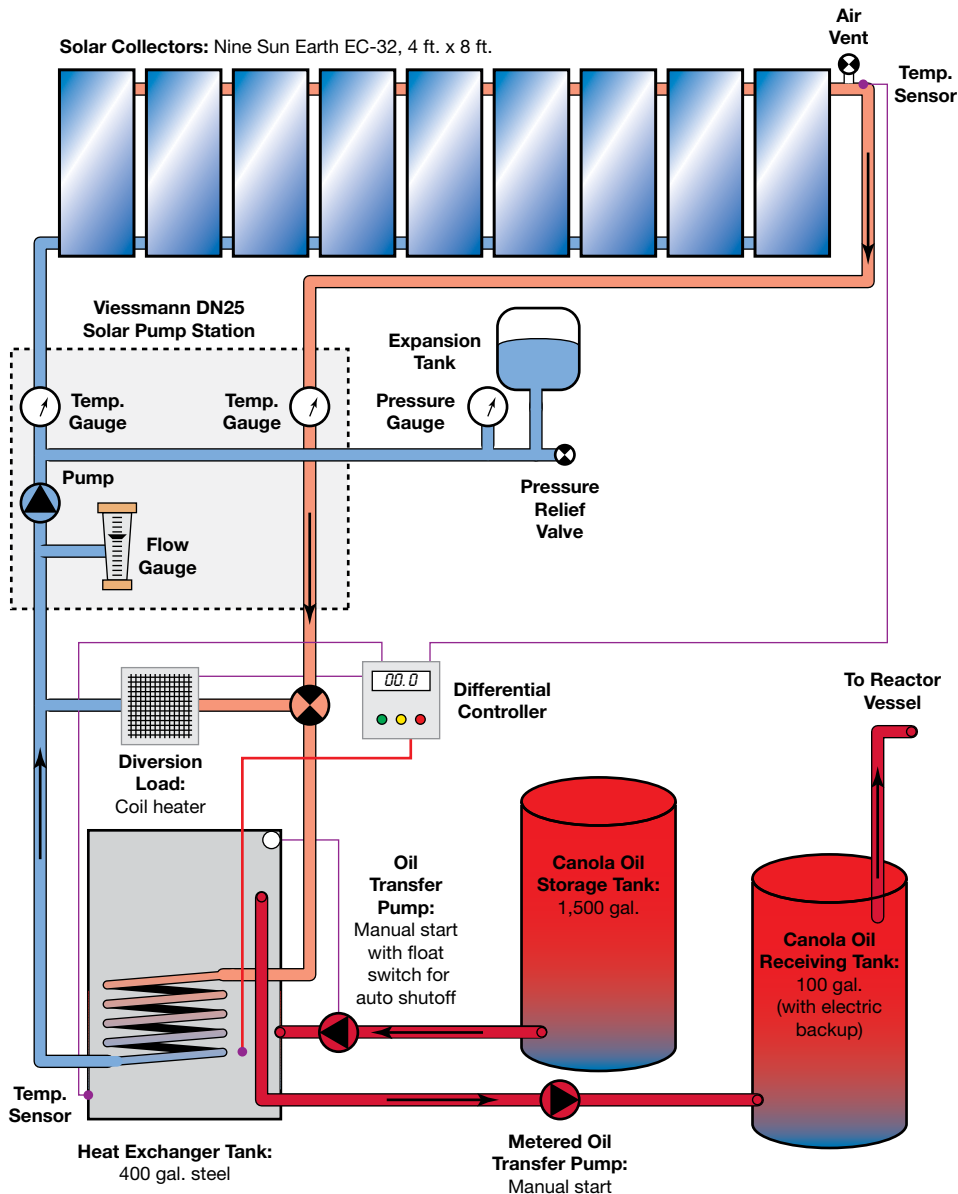 Solar Collectors: Nine Sun Earth EC-32, 4 ft. x 8 ft.
Air
Vent
Temp.
Sensor
Viessmann DN25
Solar Pump Station
Expansion
Tank
Temp.
Gauge
Temp.
Gauge
Pressure
Gauge
Pump
Pressure
Relief
Valve
Flow
Gauge
00.0
Differential
Controller
To Reactor
Vessel
Diversion
Load:
Coil heater
Oil
Transfer
Pump:
Manual start
with float
switch for
auto shutoff
Canola Oil
Storage Tank:
1,500 gal.
Canola Oil
Receiving Tank:
100 gal.
(with electric
backup)
Temp.
Sensor
Heat Exchanger Tank:
400 gal. steel
Metered Oil
Transfer Pump:
Manual start